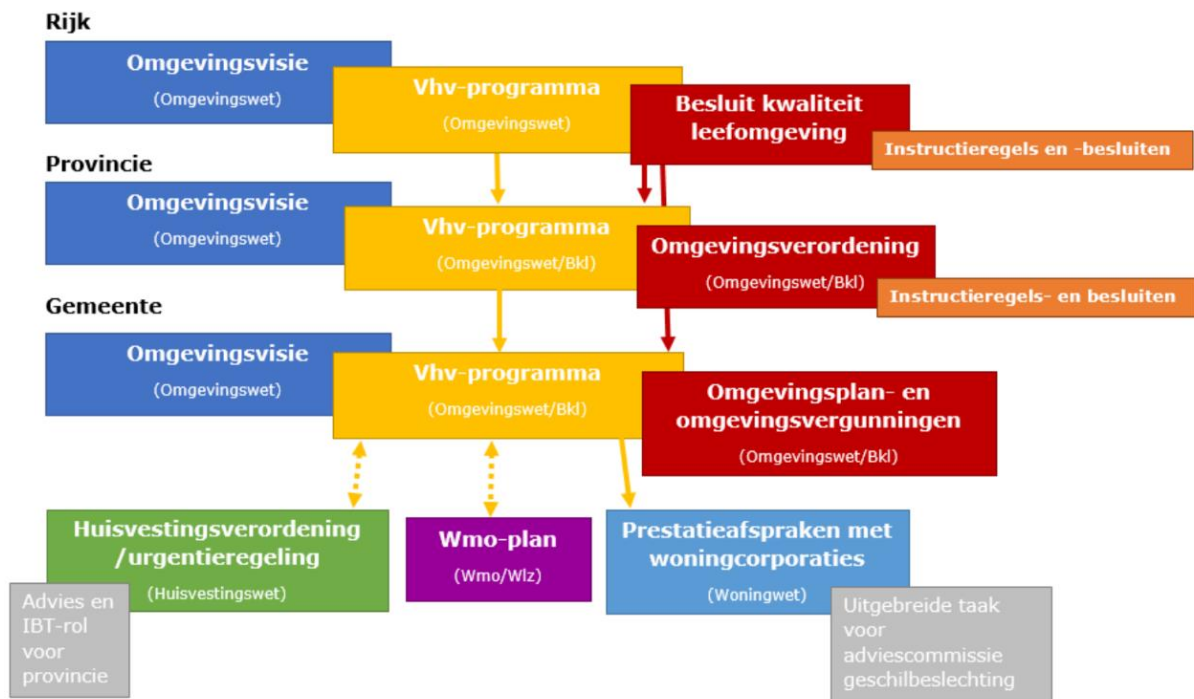 Rijk
Omgevingsvisie
(Omgevingswet)
Vhv-programma
(Omgevingswet)
Besluit kwaliteit
leefomgeving
Instructieregels en -besluiten
Provincie
Omgevingsvisie
(Omgevingswet)
Vhv-programma
(Omgevingswet/Bkl)
Omgevingsverordening
(Omgevingswet/Bkl)
Instructieregels- en besluiten
Gemeente
Omgevingsvisie
(Omgevingswet)
Vhv-programma
(Omgevingswet/Bkl)
Omgevingsplan- en
omgevingsvergunningen
(Omgevingswet/Bkl)
Huisvestingsverordening
/urgentieregeling
(Huisvestingswet)
Advies en
IBT-rol
voor
provincie
Wmo-plan
(Wmo/Wlz)
Prestatieafspraken met
woningcorporaties
(Woningwet)
Uitgebreide taak
voor
adviescommissie
geschilbeslechting